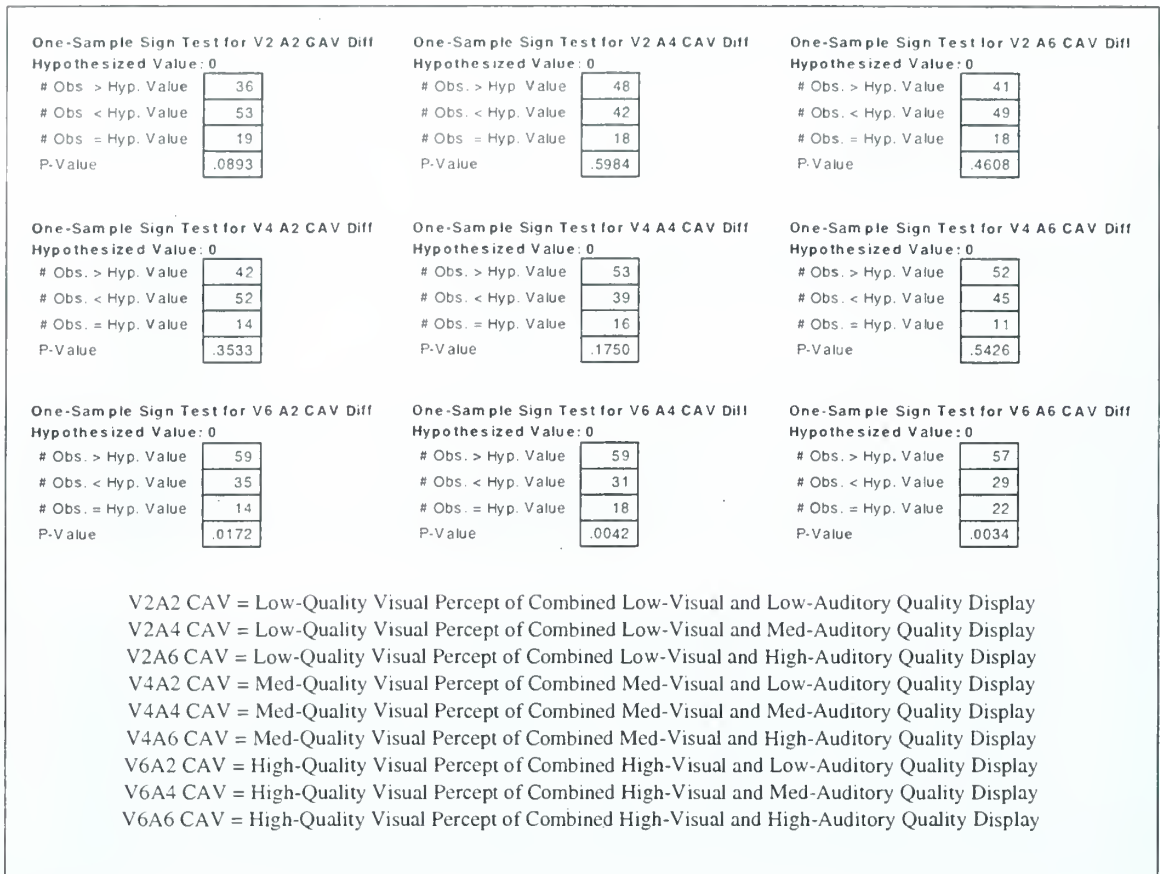 One-Sample Sign Test for V2 A2 CAV Diff
Hypothesized Value: 0
# Obs > Hyp. Value 36
# Obs < Hyp. Value 53
# Obs = Hyp. Value 19
P-Value .0893
One-Sample Sign Test for V2 A4 CAV Diff
Hypothesized Value: 0
# Obs. > Hyp Value 48
# Obs. < Hyp. Value 42
# Obs. = Hyp. Value 18
P-Value .5984
One-Sample Sign Test for V2 A6 CAV Diff
Hypothesized Value: 0
# Obs. > Hyp. Value 41
# Obs. < Hyp. Value 49
# Obs. = Hyp. Value 18
P-Value .4608
One-Sample Sign Test for V4 A2 CAV Diff
Hypothesized Value: 0
# Obs. > Hyp. Value 42
# Obs. < Hyp. Value 52
# Obs. = Hyp. Value 14
P-Value .3533
One-Sample Sign Test for V4 A4 CAV Diff
Hypothesized Value: 0
# Obs. > Hyp. Value 53
# Obs. < Hyp. Value 39
# Obs. = Hyp. Value 16
P-Value .1750
One-Sample Sign Test for V4 A6 CAV Diff
Hypothesized Value: 0
# Obs. > Hyp. Value 52
# Obs. < Hyp. Value 45
# Obs. = Hyp. Value 11
P-Value .5426
One-Sample Sign Test for V6 A2 CAV Diff
Hypothesized Value: 0
# Obs. > Hyp. Value 59
# Obs. < Hyp. Value 35
# Obs. = Hyp. Value 14
P-Value .0172
One-Sample Sign Test for V6 A4 CAV Diff
Hypothesized Value: 0
# Obs. > Hyp. Value 59
# Obs. < Hyp. Value 31
# Obs. = Hyp. Value 18
P-Value .0042
One-Sample Sign Test for V6 A6 CAV Diff
Hypothesized Value: 0
# Obs. > Hyp. Value 57
# Obs. < Hyp. Value 29
# Obs. = Hyp. Value 22
P-Value .0034
V2A2 CAV = Low-Quality Visual Percept of Combined Low-Visual and Low-Auditory Quality Display
V2A4 CAV = Low-Quality Visual Percept of Combined Low-Visual and Med-Auditory Quality Display
V2A6 CAV = Low-Quality Visual Percept of Combined Low-Visual and High-Auditory Quality Display
V4A2 CAV = Med-Quality Visual Percept of Combined Med-Visual and Low-Auditory Quality Display
V4A4 CAV = Med-Quality Visual Percept of Combined Med-Visual and Med-Auditory Quality Display
V4A6 CAV = Med-Quality Visual Percept of Combined Med-Visual and High-Auditory Quality Display
V6A2 CAV = High-Quality Visual Percept of Combined High-Visual and Low-Auditory Quality Display
V6A4 CAV = High-Quality Visual Percept of Combined High-Visual and Med-Auditory Quality Display
V6A6 CAV = High-Quality Visual Percept of Combined High-Visual and High-Auditory Quality Display